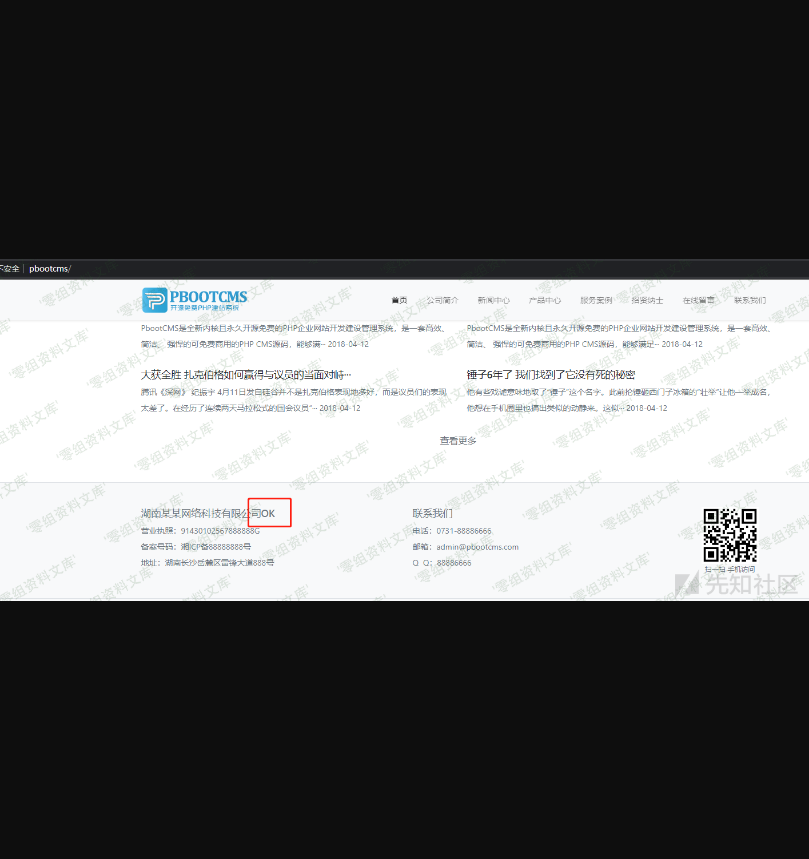 不安全 | pbootcms/
PBOOTCMS
开源免费PHP建站系统
首页 公司简介 新闻中心 产品中心 服务案例 招贤纳士 在线留言 联系我们
PbootCMS是全新内核且永久开源免费的PHP企业网站开发建设管理系统，是一套高效、
简洁、 强悍的可免费商用的PHP CMS源码，能够满··· 2018-04-12
PbootCMS是全新内核且永久开源免费的PHP企业网站开发建设管理系统，是一套高效、
简洁、 强悍的可免费商用的PHP CMS源码，能够满足··· 2018-04-12
大获全胜 扎克伯格如何赢得与议员的当面对峙···
腾讯《深网》 纪振宇 4月11日发自硅谷并不是扎克伯格表现地多好，而是议员们的表现
太差了。在经历了连续两天马拉松式的国会议员"··· 2018-04-12
锤子6年了 我们找到了它没有死的秘密
他有些戏谑意味地取了"锤子"这个名字。此前抡锤砸西门子冰箱的"壮举"让他一举成名，
他想在手机圈里也搞出类似的动静来。这似··· 2018-04-12
查看更多
湖南某某网络科技有限公司OK
营业执照：91430102567888888G
备案号码：湘ICP备88888888号
地址：湖南长沙岳麓区雷锋大道888号
联系我们
电话：0731-88886666
邮箱：admin@pbootcms.com
Q Q：88886666
扫一扫 手机访问
先知社区
零组资料文库